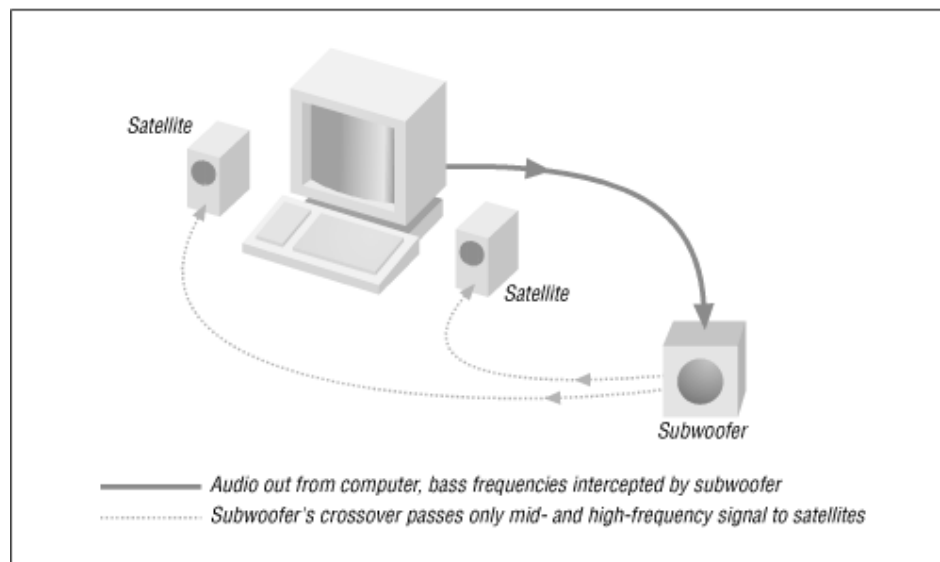 Satellite
Satellite
Subwoofer
Audio out from computer, bass frequencies intercepted by subwoofer
Subwoofer's crossover passes only mid- and high-frequency signal to satellites